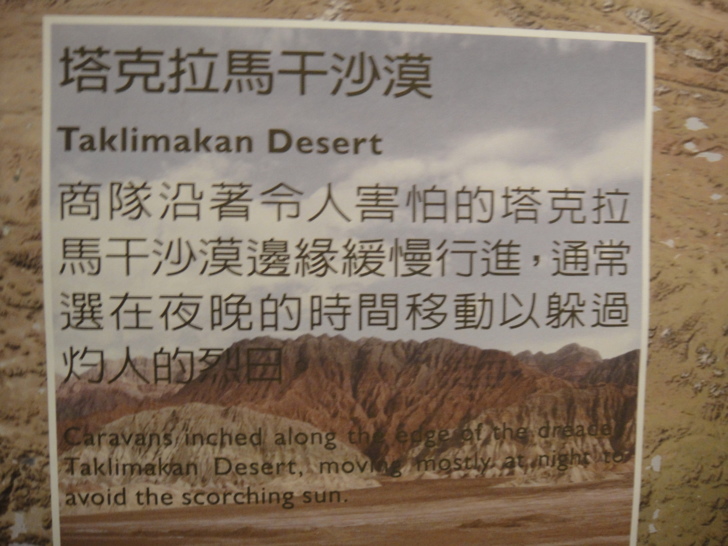 塔克拉馬干沙漠
Taklimakan Desert
商隊沿著令人害怕的塔克拉
馬干沙漠邊緣緩慢行進，通常
選在夜晚的時間移動以躲過
灼人的烈日
Caravans inched along the edge of the dreaded
Taklimakan Desert, moving mostly at night to
avoid the scorching sun.